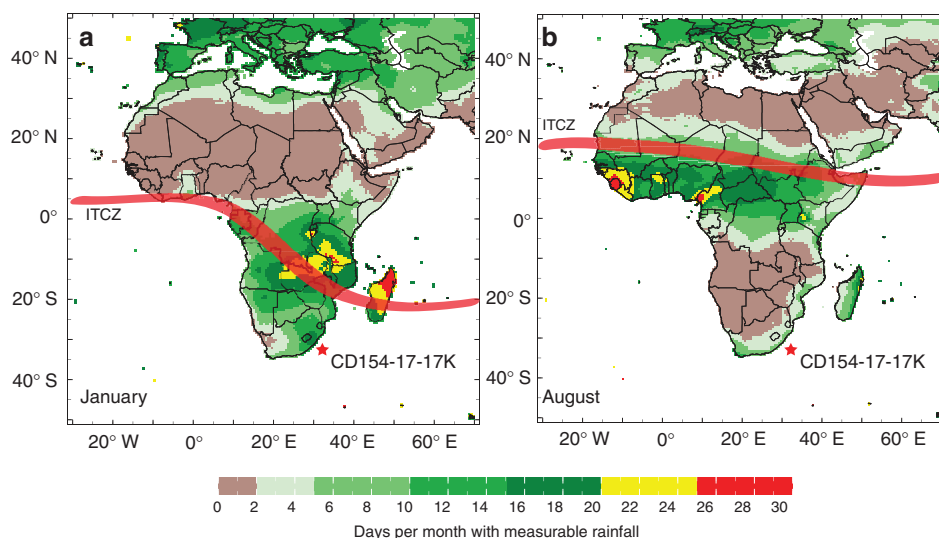 a
b
40° N
20° N
0°
20° S
40° S
ITCZ
CD154-17-17K
January
20° W 0° 20° E 40° E 60° E
40° N
20° N
0°
20° S
40° S
ITCZ
CD154-17-17K
August
20° W 0° 20° E 40° E 60° E
0 2 4 6 8 10 12 14 16 18 20 22 24 26 28 30
Days per month with measurable rainfall